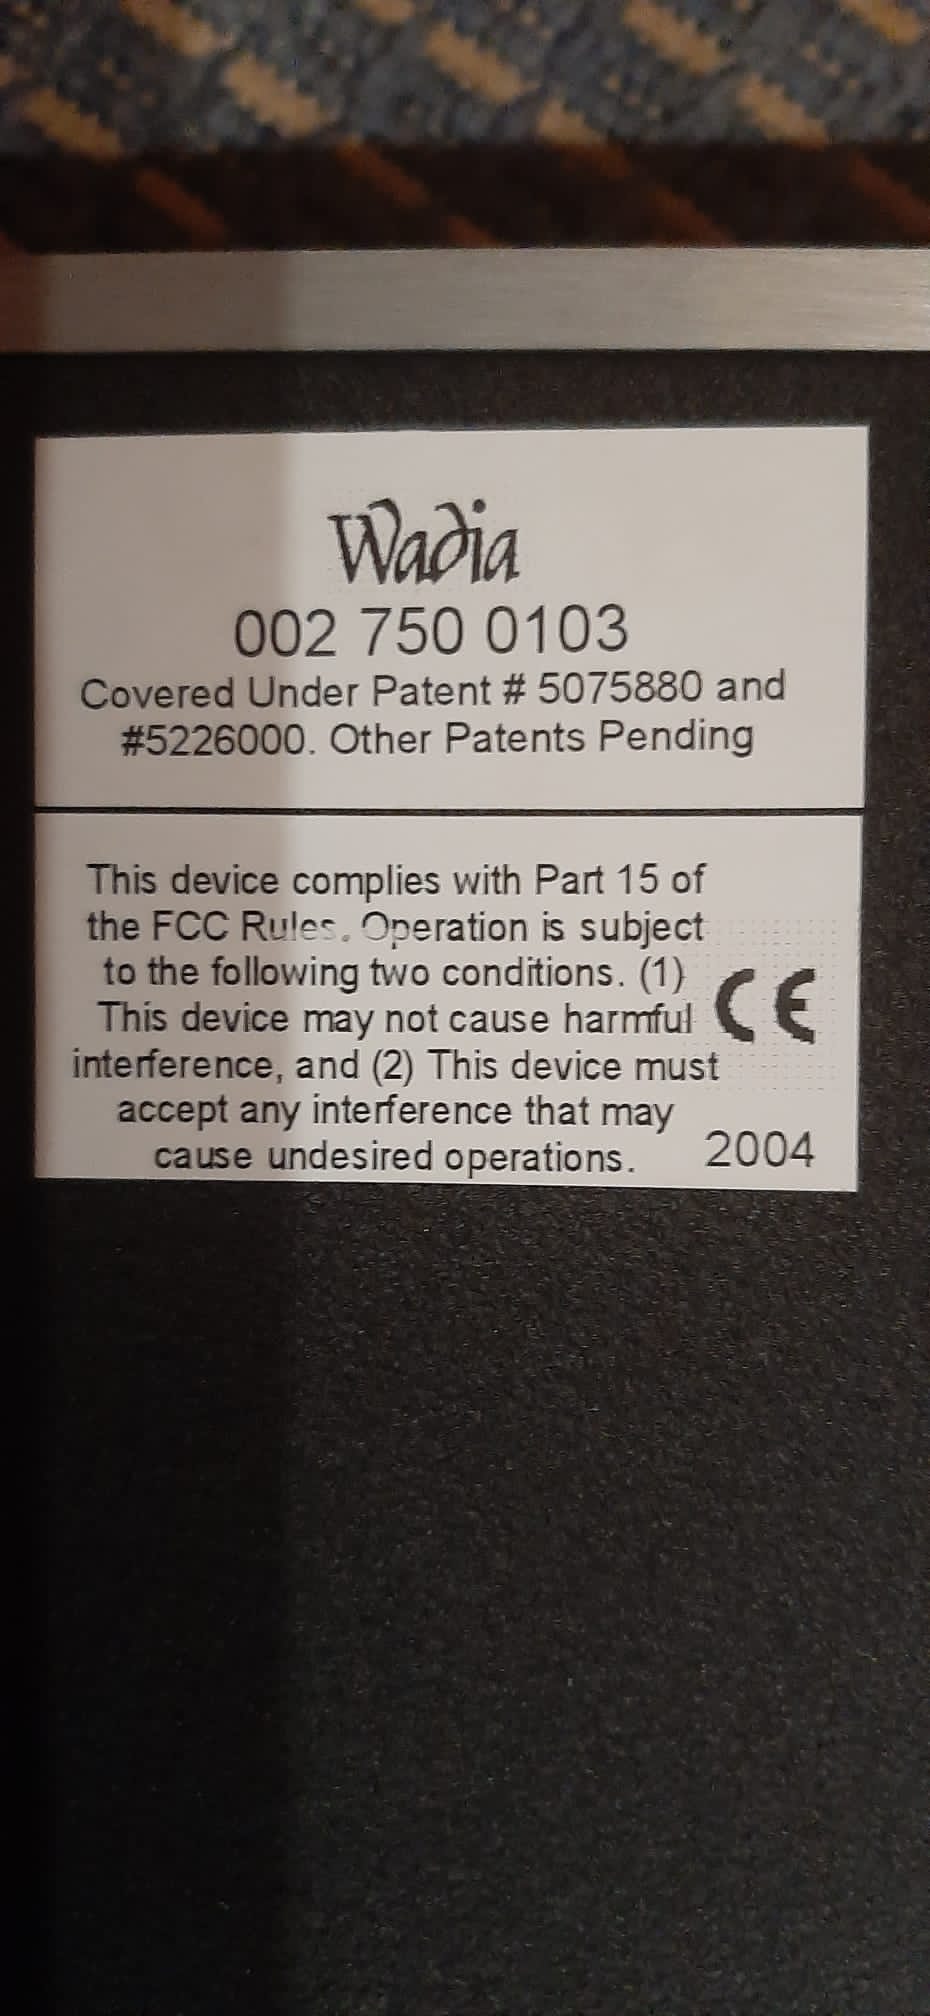 Wadia
002 750 0103
Covered Under Patent # 5075880 and
#5226000. Other Patents Pending
This device complies with Part 15 of
the FCC Rules. Operation is subject
to the following two conditions. (1)
This device may not cause harmful
interference, and (2) This device must
accept any interference that may
cause undesired operations.
CE
2004